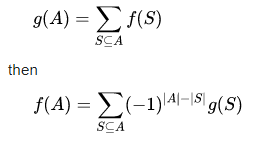 g(A) = ∑_{S⊆A} f(S)
then
f(A) = ∑_{S⊆A} (−1)^{|A|−|S|} g(S)